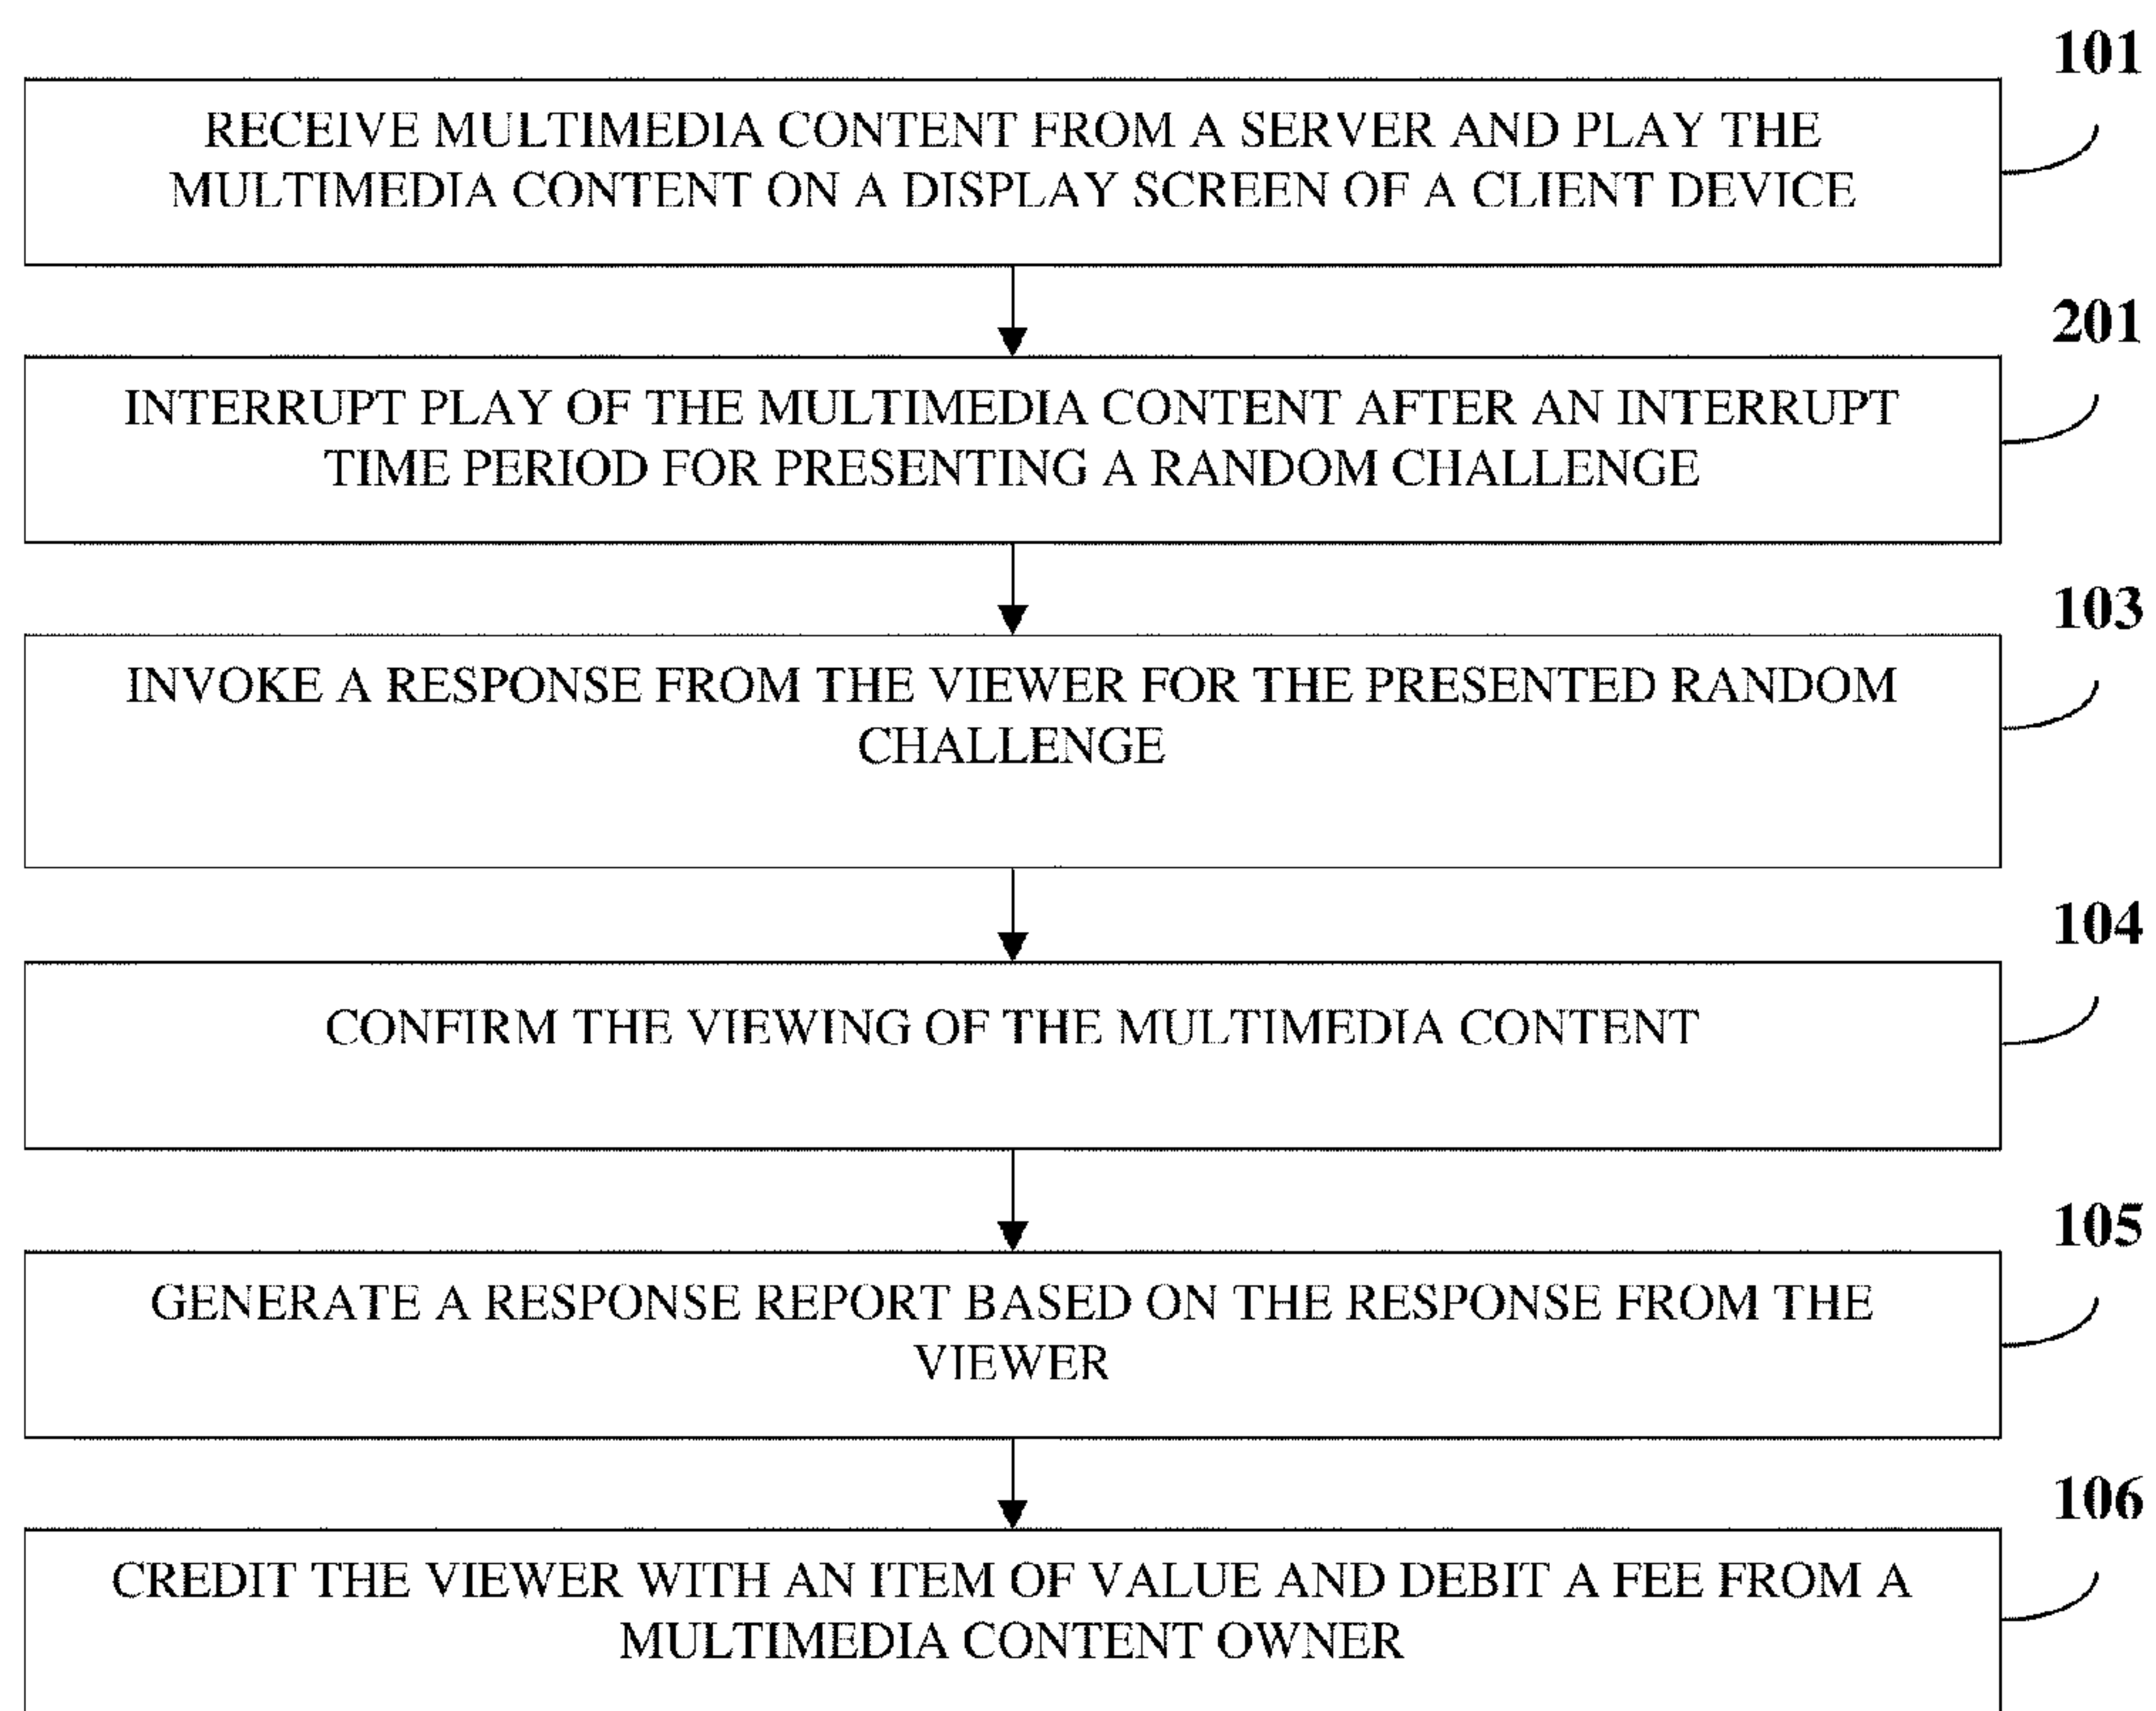 101
RECEIVE MULTIMEDIA CONTENT FROM A SERVER AND PLAY THE
MULTIMEDIA CONTENT ON A DISPLAY SCREEN OF A CLIENT DEVICE
201
INTERRUPT PLAY OF THE MULTIMEDIA CONTENT AFTER AN INTERRUPT
TIME PERIOD FOR PRESENTING A RANDOM CHALLENGE
103
INVOKE A RESPONSE FROM THE VIEWER FOR THE PRESENTED RANDOM
CHALLENGE
104
CONFIRM THE VIEWING OF THE MULTIMEDIA CONTENT
105
GENERATE A RESPONSE REPORT BASED ON THE RESPONSE FROM THE
VIEWER
106
CREDIT THE VIEWER WITH AN ITEM OF VALUE AND DEBIT A FEE FROM A
MULTIMEDIA CONTENT OWNER